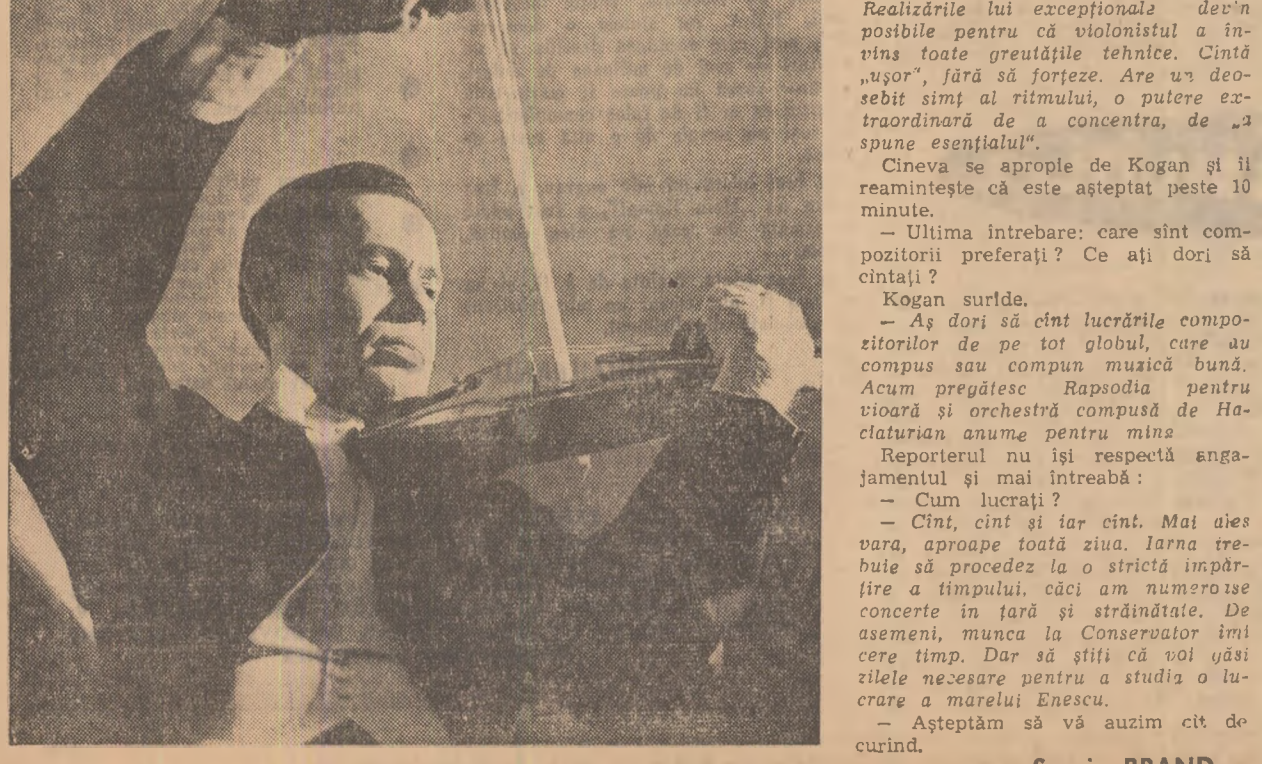 Realizările lui excepționale devin
posibile pentru că violonistul a în-
vins toate greutățile tehnice. Cîntă
„ușor", fără să forțeze. Are un deo-
sebit simț al ritmului, o putere ex-
traordinară de a concentra, de „a
spune esențialul“.
Cineva se apropie de Kogan și îi
reamintește că este așteptat peste 10
minute.
— Ultima întrebare: care sînt com-
pozitorii preferați? Ce ați dori să
cîntați?
Kogan surîde.
— Aș dori să cînt lucrările compo-
zitorilor de pe tot globul, care au
compus sau compun muzică bună.
Acum pregătesc Rapsodia pentru
vioară și orchestră compusă de Ha-
ciaturian anume pentru mine
Reporterul nu își respectă anga-
jamentul și mai întreabă:
— Cum lucrați?
— Cînt, cînt și iar cînt. Mai ales
vara, aproape toată ziua. Iarna tre-
buie să procedez la o strictă împăr-
țire a timpului, căci am numeroase
concerte în țară și străinătate. De
asemeni, munca la Conservator îmi
cere timp. Dar să știți că voi găsi
zilele necesare pentru a studia o lu-
crare a marelui Enescu.
— Așteptăm să vă auzim cît de
curînd.
BRAND